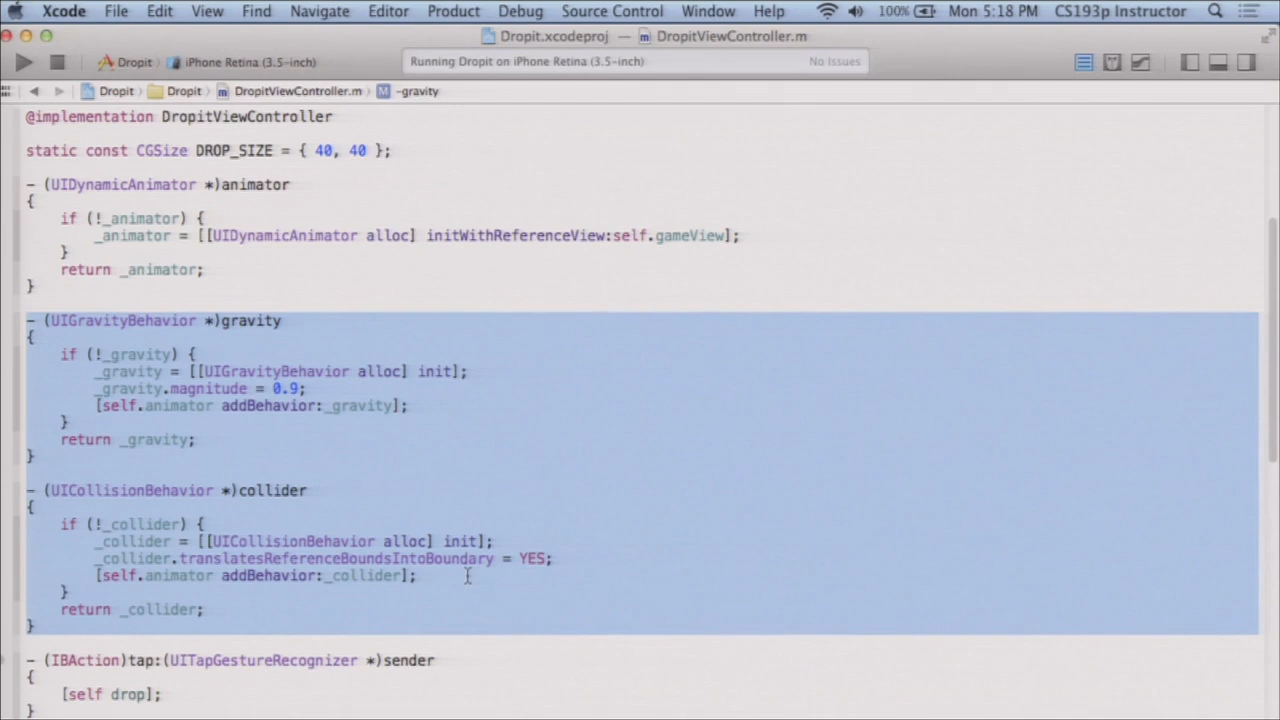 Xcode File Edit View Find Navigate Editor Product Debug Source Control Window Help 100% Mon 5:18 PM CS193p Instructor
Dropit.xcodeproj — DropitViewController.m
Dropit iPhone Retina (3.5-inch) Running Dropit on iPhone Retina (3.5-inch) No Issues
Dropit Dropit DropitViewController.m -gravity
@implementation DropitViewController
static const CGSize DROP_SIZE = { 40, 40 };
- (UIDynamicAnimator *)animator
{
if (!_animator) {
_animator = [[UIDynamicAnimator alloc] initWithReferenceView:self.gameView];
}
return _animator;
}
- (UIGravityBehavior *)gravity
{
if (!_gravity) {
_gravity = [[UIGravityBehavior alloc] init];
_gravity.magnitude = 0.9;
[self.animator addBehavior:_gravity];
}
return _gravity;
}
- (UICollisionBehavior *)collider
{
if (!_collider) {
_collider = [[UICollisionBehavior alloc] init];
_collider.translatesReferenceBoundsIntoBoundary = YES;
[self.animator addBehavior:_collider];
}
return _collider;
}
- (IBAction)tap:(UITapGestureRecognizer *)sender
{
[self drop];
}